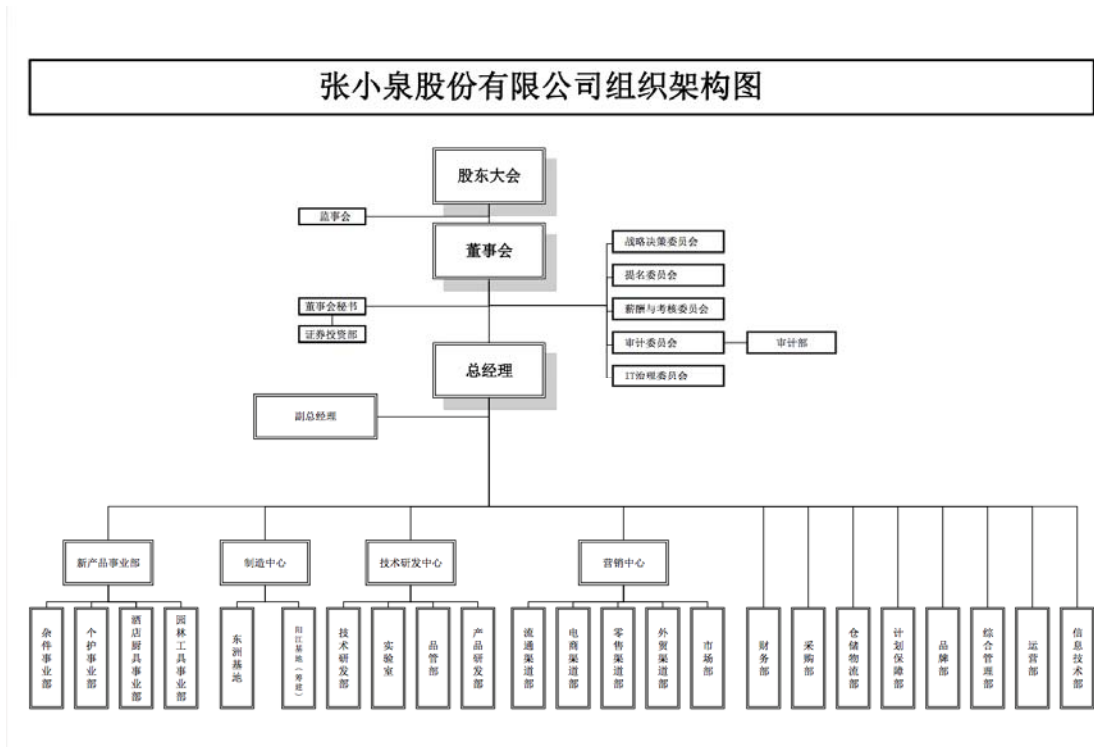 张小泉股份有限公司组织架构图
股东大会
监事会
董事会
战略决策委员会
提名委员会
董事会秘书
薪酬与考核委员会
证券投资部
审计委员会
审计部
总经理
IT治理委员会
副总经理
新产品事业部
制造中心
技术研发中心
营销中心
杂件事业部
个护事业部
酒店厨具事业部
园林工具事业部
东洲基地
阳江基地（筹建）
技术研发部
实验室
品管部
产品研发部
流通渠道部
电商渠道部
零售渠道部
外贸渠道部
市场部
财务部
采购部
仓储物流部
计划保障部
品牌部
综合管理部
运营部
信息技术部